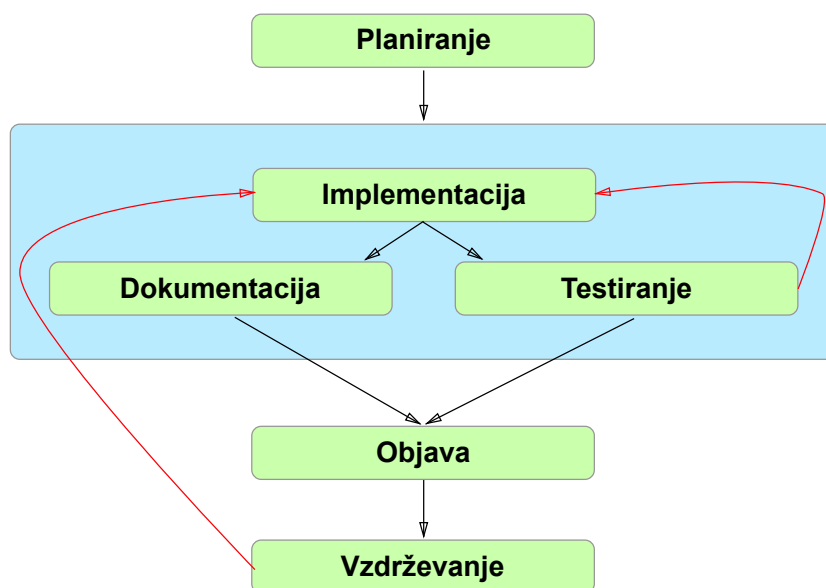 Planiranje
Implementacija
Dokumentacija
Testiranje
Objava
Vzdrževanje